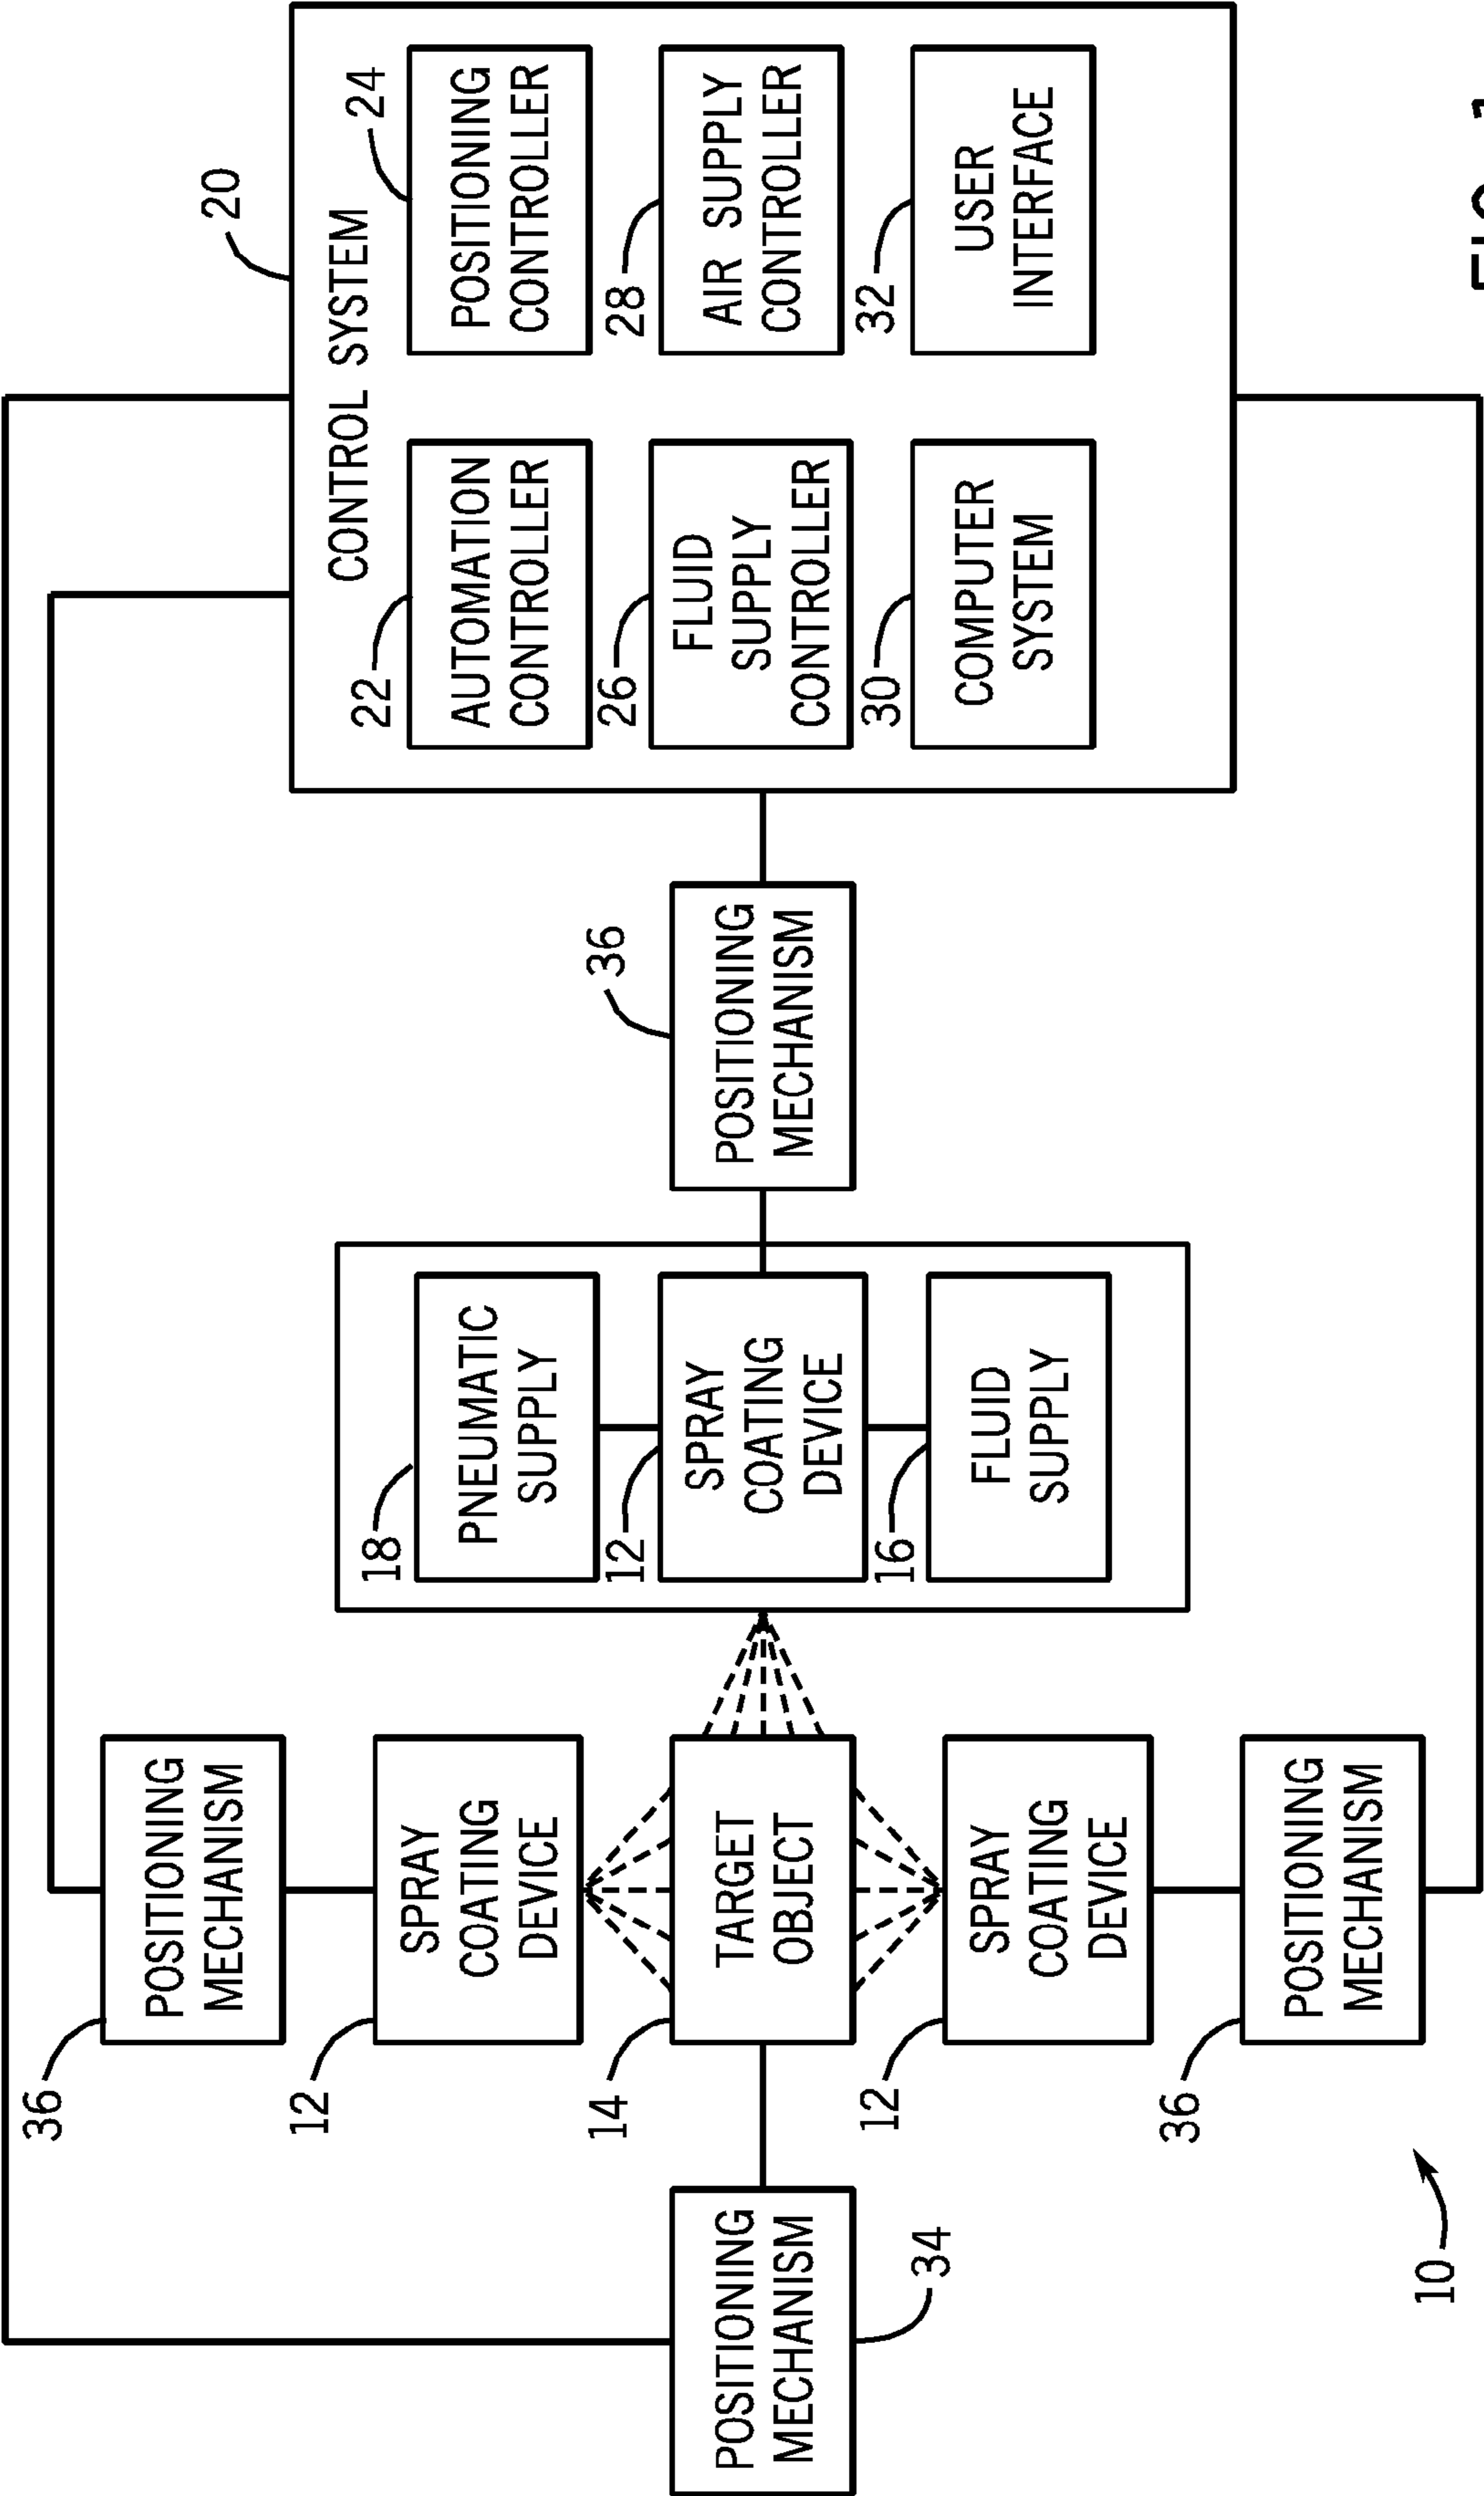 36
POSITIONING
MECHANISM
12
SPRAY
COATING
DEVICE
34
POSITIONING
MECHANISM
14
TARGET
OBJECT
12
SPRAY
COATING
DEVICE
36
POSITIONING
MECHANISM
10
18
PNEUMATIC
SUPPLY
12
SPRAY
COATING
DEVICE
16
FLUID
SUPPLY
36
POSITIONING
MECHANISM
20
CONTROL SYSTEM
22
AUTOMATION
CONTROLLER
24
POSITIONING
CONTROLLER
26
FLUID
SUPPLY
CONTROLLER
28
AIR SUPPLY
CONTROLLER
30
COMPUTER
SYSTEM
32
USER
INTERFACE